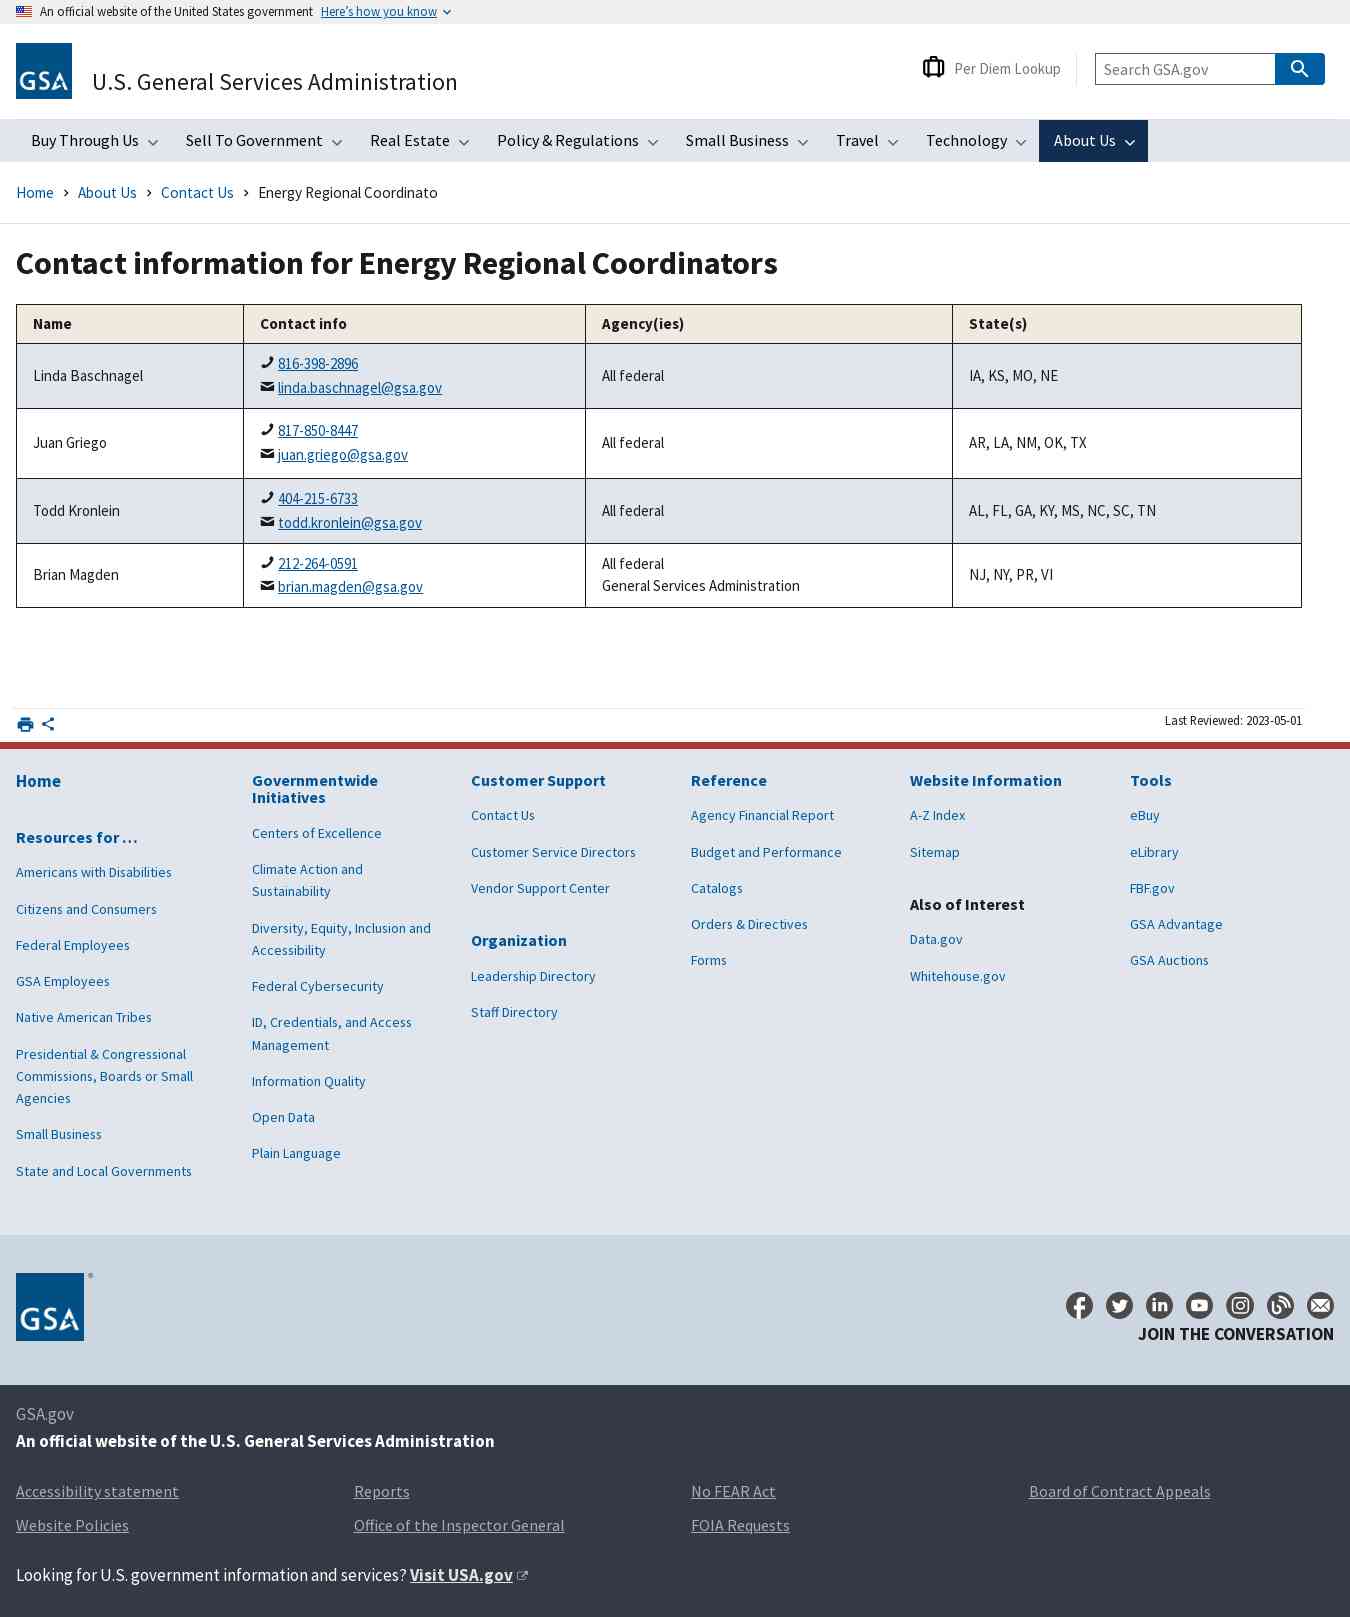 An official website of the United States government Here's how you know
GSA
U.S. General Services Administration
Per Diem Lookup
Search GSA.gov
Buy Through Us Sell To Government Real Estate Policy & Regulations Small Business Travel Technology About Us
Home About Us Contact Us Energy Regional Coordinato
Contact information for Energy Regional Coordinators
Name Contact info Agency(ies) State(s)
Linda Baschnagel 816-398-2896 linda.baschnagel@gsa.gov All federal IA, KS, MO, NE
Juan Griego 817-850-8447 juan.griego@gsa.gov All federal AR, LA, NM, OK, TX
Todd Kronlein 404-215-6733 todd.kronlein@gsa.gov All federal AL, FL, GA, KY, MS, NC, SC, TN
Brian Magden 212-264-0591 brian.magden@gsa.gov All federal General Services Administration NJ, NY, PR, VI
Last Reviewed: 2023-05-01
Home
Resources for …
Americans with Disabilities
Citizens and Consumers
Federal Employees
GSA Employees
Native American Tribes
Presidential & Congressional
Commissions, Boards or Small
Agencies
Small Business
State and Local Governments
Governmentwide
Initiatives
Centers of Excellence
Climate Action and
Sustainability
Diversity, Equity, Inclusion and
Accessibility
Federal Cybersecurity
ID, Credentials, and Access
Management
Information Quality
Open Data
Plain Language
Customer Support
Contact Us
Customer Service Directors
Vendor Support Center
Organization
Leadership Directory
Staff Directory
Reference
Agency Financial Report
Budget and Performance
Catalogs
Orders & Directives
Forms
Website Information
A-Z Index
Sitemap
Also of Interest
Data.gov
Whitehouse.gov
Tools
eBuy
eLibrary
FBF.gov
GSA Advantage
GSA Auctions
GSA ®
JOIN THE CONVERSATION
GSA.gov
An official website of the U.S. General Services Administration
Accessibility statement Reports No FEAR Act Board of Contract Appeals
Website Policies Office of the Inspector General FOIA Requests
Looking for U.S. government information and services? Visit USA.gov